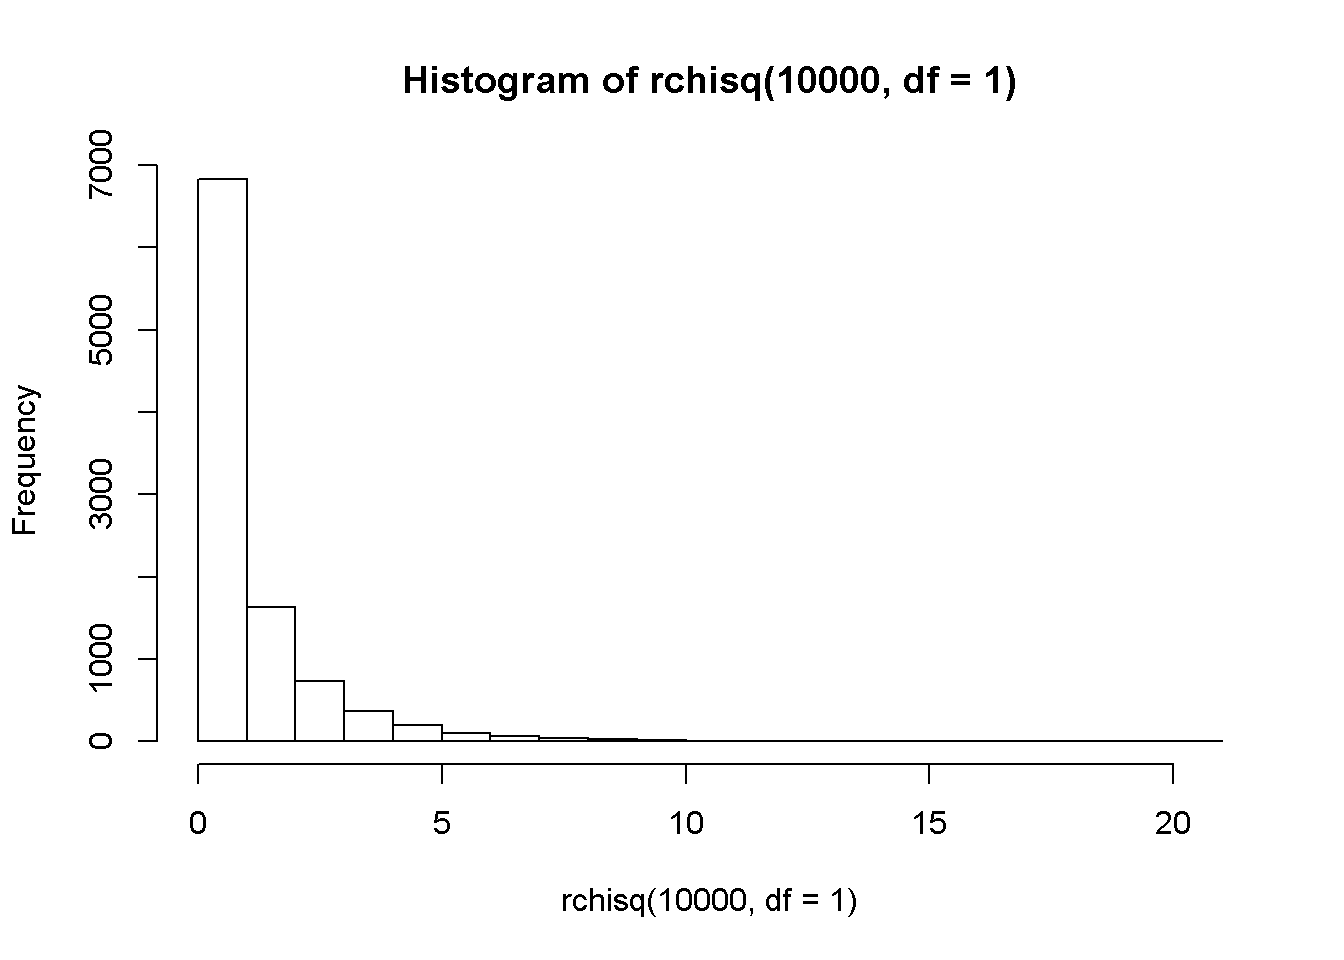 Histogram of rchisq(10000, df = 1)
7000
5000
3000
1000
0
Frequency
0 5 10 15 20
rchisq(10000, df = 1)